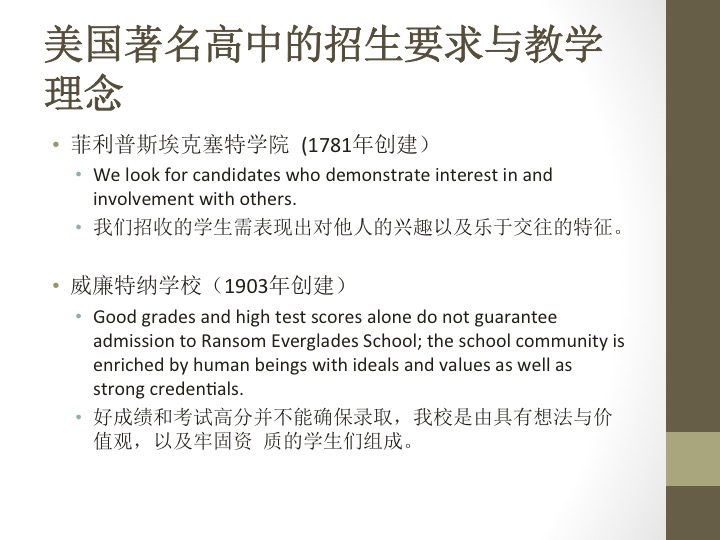 美国著名高中的招生要求与教学
理念
• 菲利普斯埃克塞特学院 (1781年创建）
• We look for candidates who demonstrate interest in and
involvement with others.
• 我们招收的学生需表现出对他人的兴趣以及乐于交往的特征。
• 威廉特纳学校（1903年创建）
• Good grades and high test scores alone do not guarantee
admission to Ransom Everglades School; the school community is
enriched by human beings with ideals and values as well as
strong credentials.
• 好成绩和考试高分并不能确保录取，我校是由具有想法与价
值观，以及牢固资 质的学生们组成。